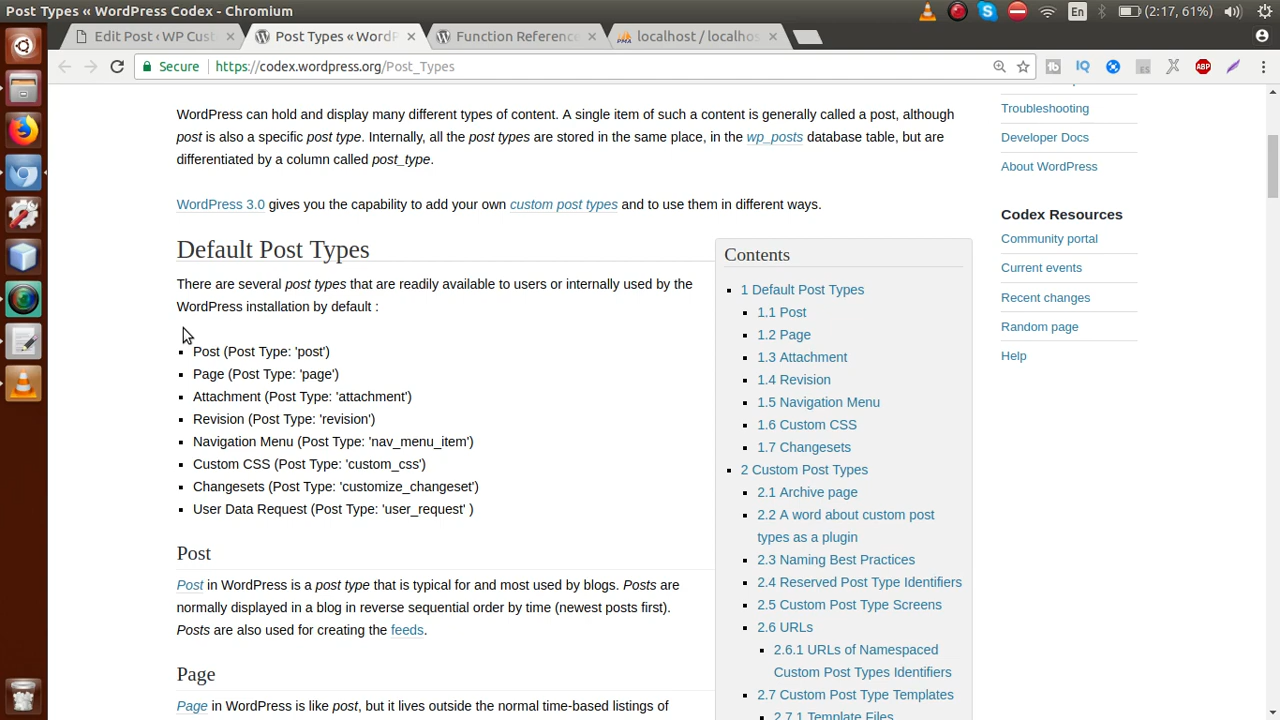 Post Types « WordPress Codex - Chromium
En
(2:17, 61%)
Edit Post ‹ WP Cust
Post Types « WordP
Function Reference
localhost / localhos
Secure
https://codex.wordpress.org/Post_Types
ABP
WordPress can hold and display many different types of content. A single item of such a content is generally called a post, although
post is also a specific post type. Internally, all the post types are stored in the same place, in the wp_posts database table, but are
differentiated by a column called post_type.
WordPress 3.0 gives you the capability to add your own custom post types and to use them in different ways.
Default Post Types
There are several post types that are readily available to users or internally used by the
WordPress installation by default :
Post (Post Type: 'post')
Page (Post Type: 'page')
Attachment (Post Type: 'attachment')
Revision (Post Type: 'revision')
Navigation Menu (Post Type: 'nav_menu_item')
Custom CSS (Post Type: 'custom_css')
Changesets (Post Type: 'customize_changeset')
User Data Request (Post Type: 'user_request' )
Post
Post in WordPress is a post type that is typical for and most used by blogs. Posts are
normally displayed in a blog in reverse sequential order by time (newest posts first).
Posts are also used for creating the feeds.
Page
Page in WordPress is like post, but it lives outside the normal time-based listings of
Contents
1 Default Post Types
1.1 Post
1.2 Page
1.3 Attachment
1.4 Revision
1.5 Navigation Menu
1.6 Custom CSS
1.7 Changesets
2 Custom Post Types
2.1 Archive page
2.2 A word about custom post
types as a plugin
2.3 Naming Best Practices
2.4 Reserved Post Type Identifiers
2.5 Custom Post Type Screens
2.6 URLs
2.6.1 URLs of Namespaced
Custom Post Types Identifiers
2.7 Custom Post Type Templates
2.7.1 Template Files
Troubleshooting
Developer Docs
About WordPress
Codex Resources
Community portal
Current events
Recent changes
Random page
Help